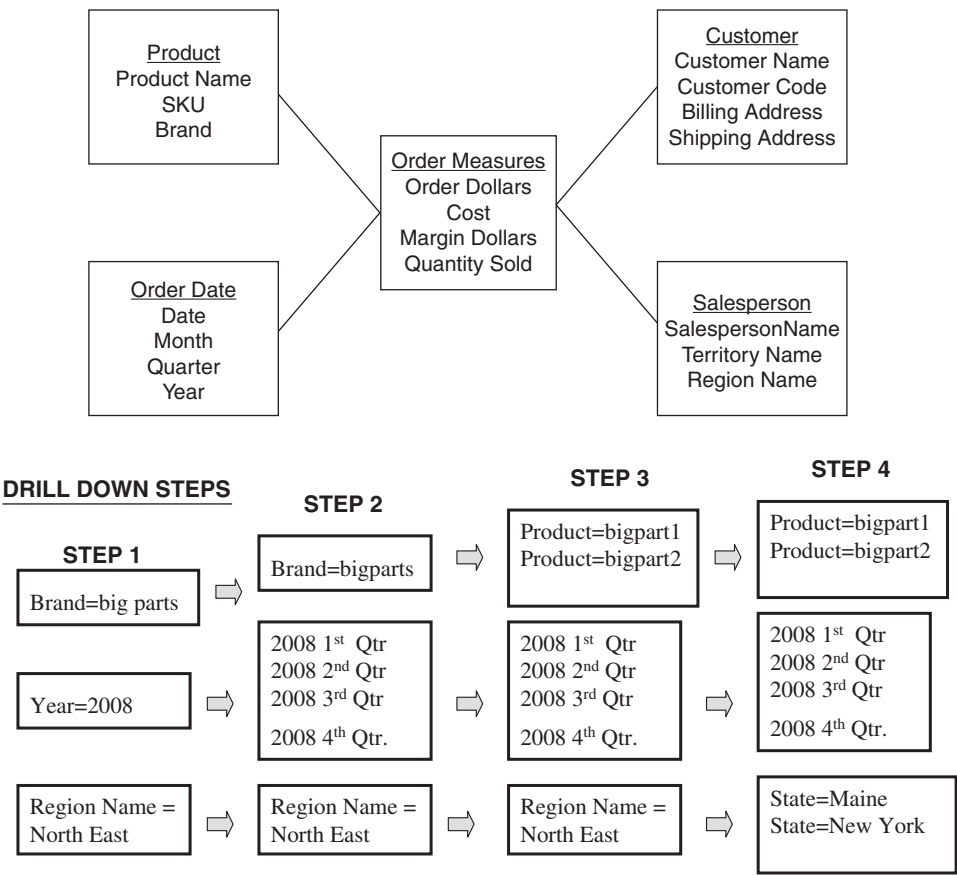 Product
Product Name
SKU
Brand
Customer
Customer Name
Customer Code
Billing Address
Shipping Address
Order Measures
Order Dollars
Cost
Margin Dollars
Quantity Sold
Order Date
Date
Month
Quarter
Year
Salesperson
SalespersonName
Territory Name
Region Name
DRILL DOWN STEPS
STEP 1
Brand=big parts
Year=2008
Region Name =
North East
STEP 2
Brand=bigparts
2008 1st Qtr
2008 2nd Qtr
2008 3rd Qtr
2008 4th Qtr.
Region Name =
North East
STEP 3
Product=bigpart1
Product=bigpart2
2008 1st Qtr
2008 2nd Qtr
2008 3rd Qtr
2008 4th Qtr.
Region Name =
North East
STEP 4
Product=bigpart1
Product=bigpart2
2008 1st Qtr
2008 2nd Qtr
2008 3rd Qtr
2008 4th Qtr.
State=Maine
State=New York